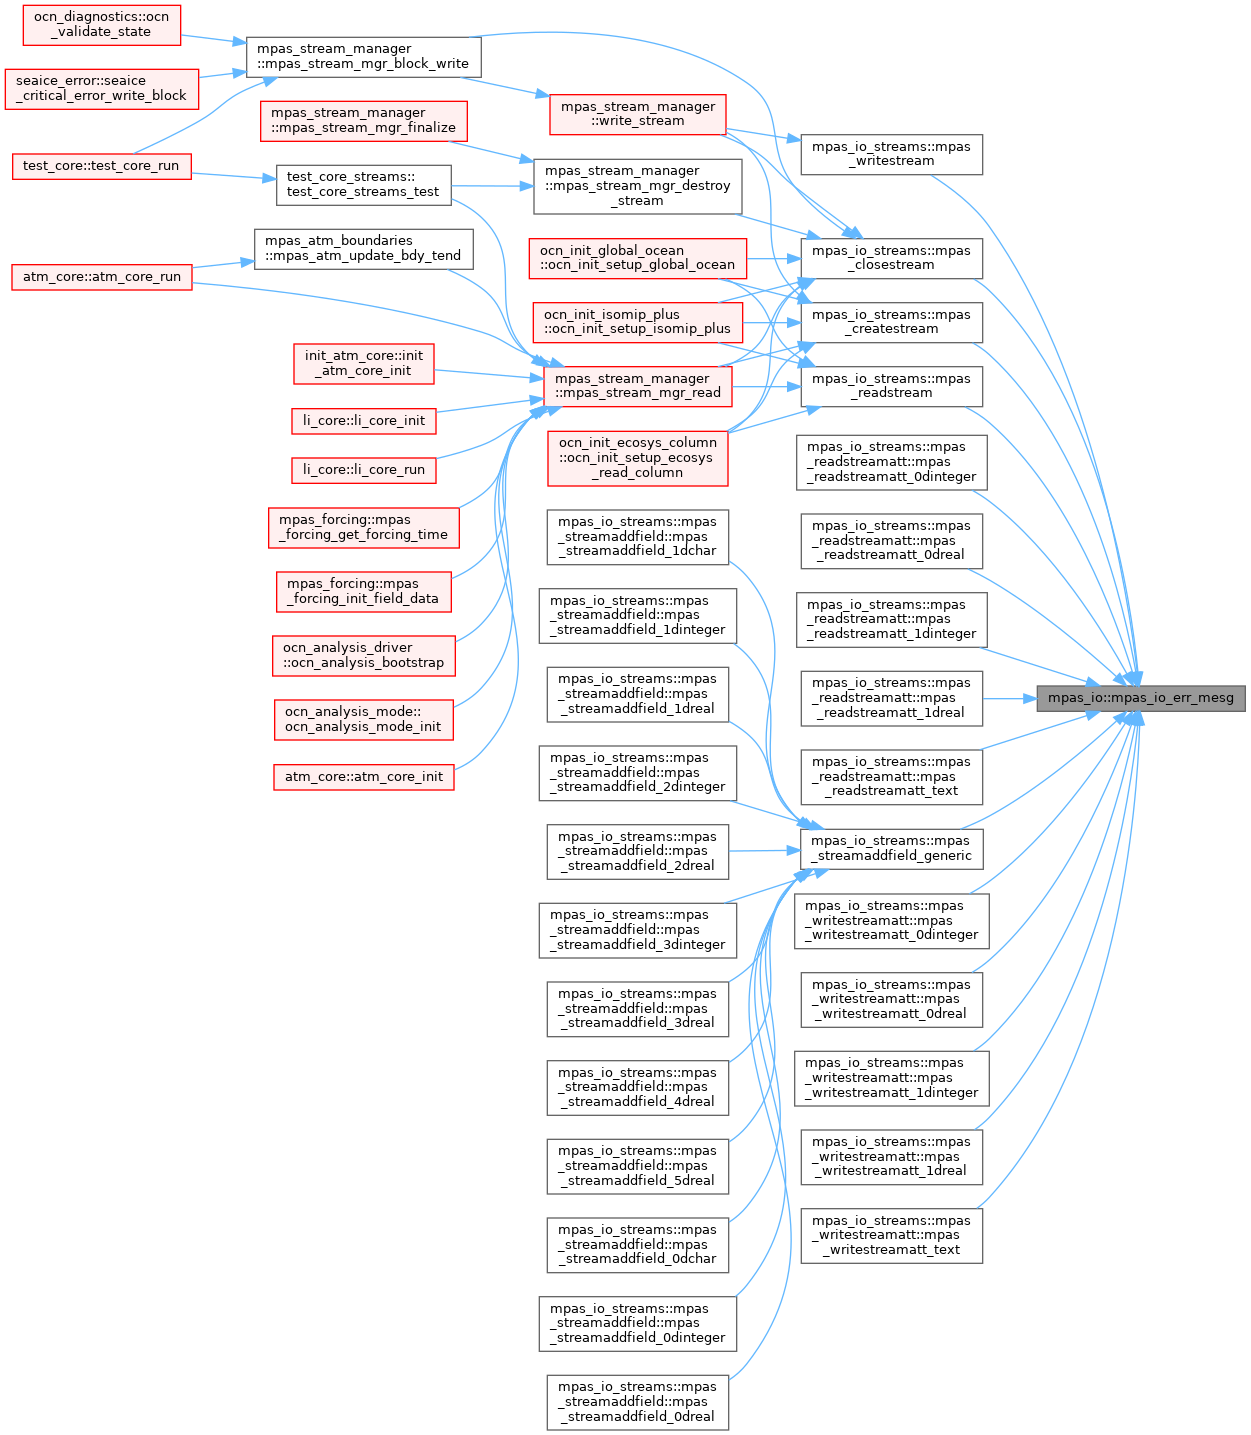 ocn_diagnostics::ocn
_validate_state
seaice_error::seaice
_critical_error_write_block
test_core::test_core_run
atm_core::atm_core_run
mpas_stream_manager
::mpas_stream_mgr_block_write
mpas_stream_manager
::mpas_stream_mgr_finalize
test_core_streams::
test_core_streams_test
mpas_atm_boundaries
::mpas_atm_update_bdy_tend
init_atm_core::init
_atm_core_init
li_core::li_core_init
li_core::li_core_run
mpas_forcing::mpas
_forcing_get_forcing_time
mpas_forcing::mpas
_forcing_init_field_data
ocn_analysis_driver
::ocn_analysis_bootstrap
ocn_analysis_mode::
ocn_analysis_mode_init
atm_core::atm_core_init
mpas_stream_manager
::write_stream
mpas_stream_manager
::mpas_stream_mgr_destroy
_stream
ocn_init_global_ocean
::ocn_init_setup_global_ocean
ocn_init_isomip_plus
::ocn_init_setup_isomip_plus
mpas_stream_manager
::mpas_stream_mgr_read
ocn_init_ecosys_column
::ocn_init_setup_ecosys
_read_column
mpas_io_streams::mpas
_streamaddfield::mpas
_streamaddfield_1dchar
mpas_io_streams::mpas
_streamaddfield::mpas
_streamaddfield_1dinteger
mpas_io_streams::mpas
_streamaddfield::mpas
_streamaddfield_1dreal
mpas_io_streams::mpas
_streamaddfield::mpas
_streamaddfield_2dinteger
mpas_io_streams::mpas
_streamaddfield::mpas
_streamaddfield_2dreal
mpas_io_streams::mpas
_streamaddfield::mpas
_streamaddfield_3dinteger
mpas_io_streams::mpas
_streamaddfield::mpas
_streamaddfield_3dreal
mpas_io_streams::mpas
_streamaddfield::mpas
_streamaddfield_4dreal
mpas_io_streams::mpas
_streamaddfield::mpas
_streamaddfield_5dreal
mpas_io_streams::mpas
_streamaddfield::mpas
_streamaddfield_0dchar
mpas_io_streams::mpas
_streamaddfield::mpas
_streamaddfield_0dinteger
mpas_io_streams::mpas
_streamaddfield::mpas
_streamaddfield_0dreal
mpas_io_streams::mpas
_writestream
mpas_io_streams::mpas
_closestream
mpas_io_streams::mpas
_createstream
mpas_io_streams::mpas
_readstream
mpas_io_streams::mpas
_readstreamatt::mpas
_readstreamatt_0dinteger
mpas_io_streams::mpas
_readstreamatt::mpas
_readstreamatt_0dreal
mpas_io_streams::mpas
_readstreamatt::mpas
_readstreamatt_1dinteger
mpas_io_streams::mpas
_readstreamatt::mpas
_readstreamatt_1dreal
mpas_io_streams::mpas
_readstreamatt::mpas
_readstreamatt_text
mpas_io_streams::mpas
_streamaddfield_generic
mpas_io_streams::mpas
_writestreamatt::mpas
_writestreamatt_0dinteger
mpas_io_streams::mpas
_writestreamatt::mpas
_writestreamatt_0dreal
mpas_io_streams::mpas
_writestreamatt::mpas
_writestreamatt_1dinteger
mpas_io_streams::mpas
_writestreamatt::mpas
_writestreamatt_1dreal
mpas_io_streams::mpas
_writestreamatt::mpas
_writestreamatt_text
mpas_io::mpas_io_err_mesg